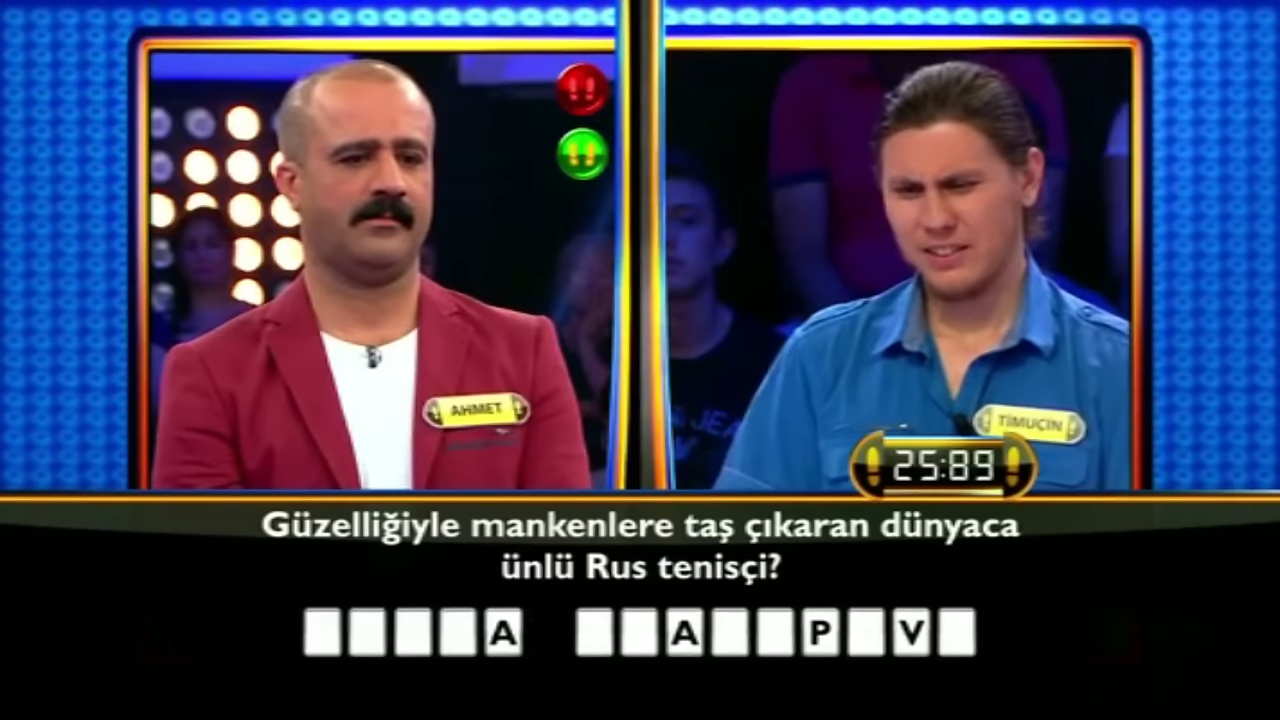 AHMET
TİMUÇİN
25:89
Güzelliğiyle mankenlere taş çıkaran dünyaca
ünlü Rus tenisçi?
A A P V